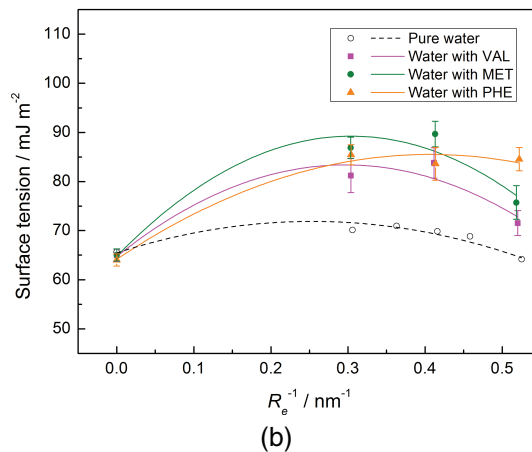 110
100
90
80
70
60
50
Surface tension / mJ m⁻²
Pure water
Water with VAL
Water with MET
Water with PHE
0.0 0.1 0.2 0.3 0.4 0.5
Rₑ⁻¹ / nm⁻¹
(b)